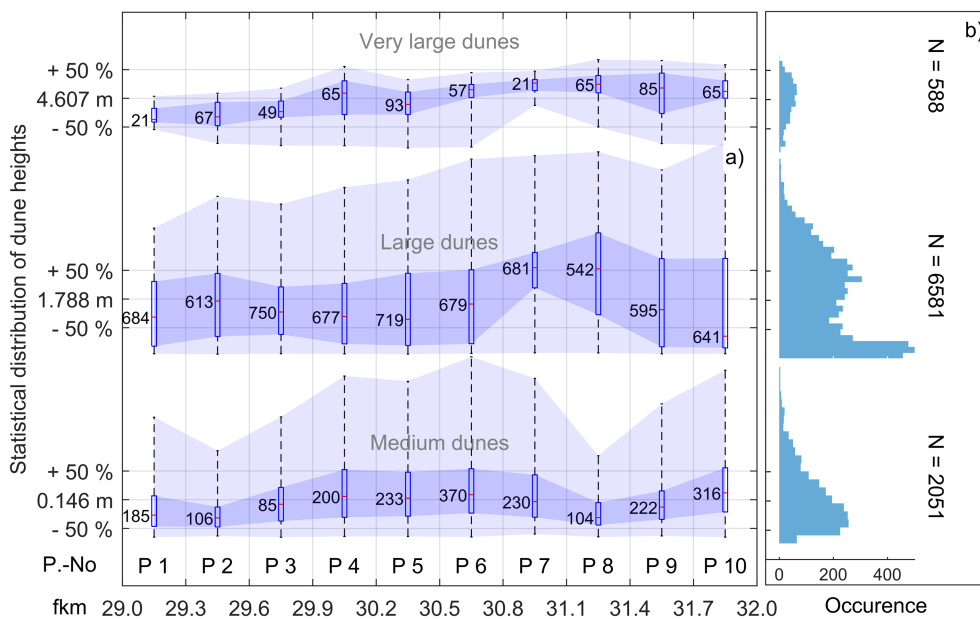 Statistical distribution of dune heights
Very large dunes
+ 50 %
4.607 m
- 50 %
21 67 49 65 93 57 21 65 85 65
a)
Large dunes
+ 50 %
1.788 m
- 50 %
684 613 750 677 719 679 681 542 595 641
Medium dunes
+ 50 %
0.146 m
- 50 %
185 106 85 200 233 370 230 104 222 316
P.-No P 1 P 2 P 3 P 4 P 5 P 6 P 7 P 8 P 9 P 10
fkm 29.0 29.3 29.6 29.9 30.2 30.5 30.8 31.1 31.4 31.7 32.0
b)
N = 588
N = 6581
N = 2051
0 200 400
Occurence